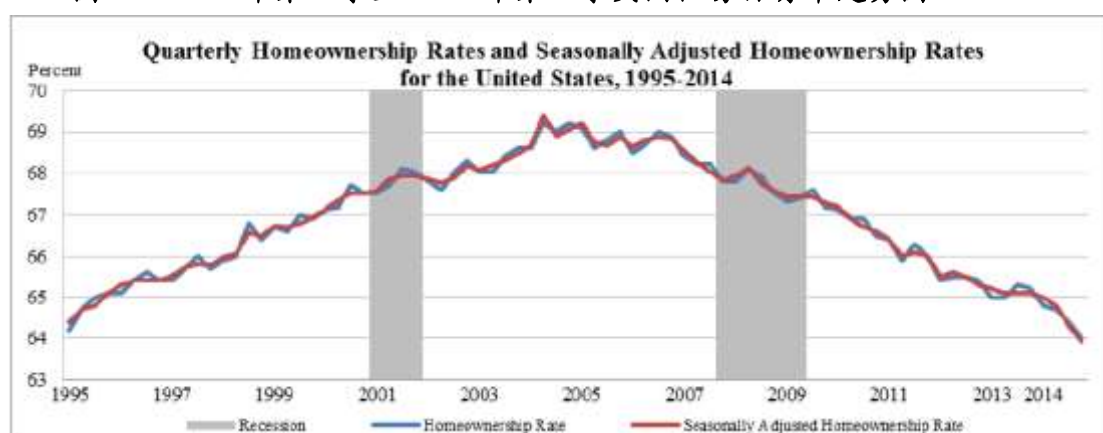 Quarterly Homeownership Rates and Seasonally Adjusted Homeownership Rates
for the United States, 1995-2014
Percent
70
69
68
67
66
65
64
63
1995 1997 1999 2001 2003 2005 2007 2009 2011 2013 2014
Recession Homeownership Rate Seasonally Adjusted Homeownership Rate